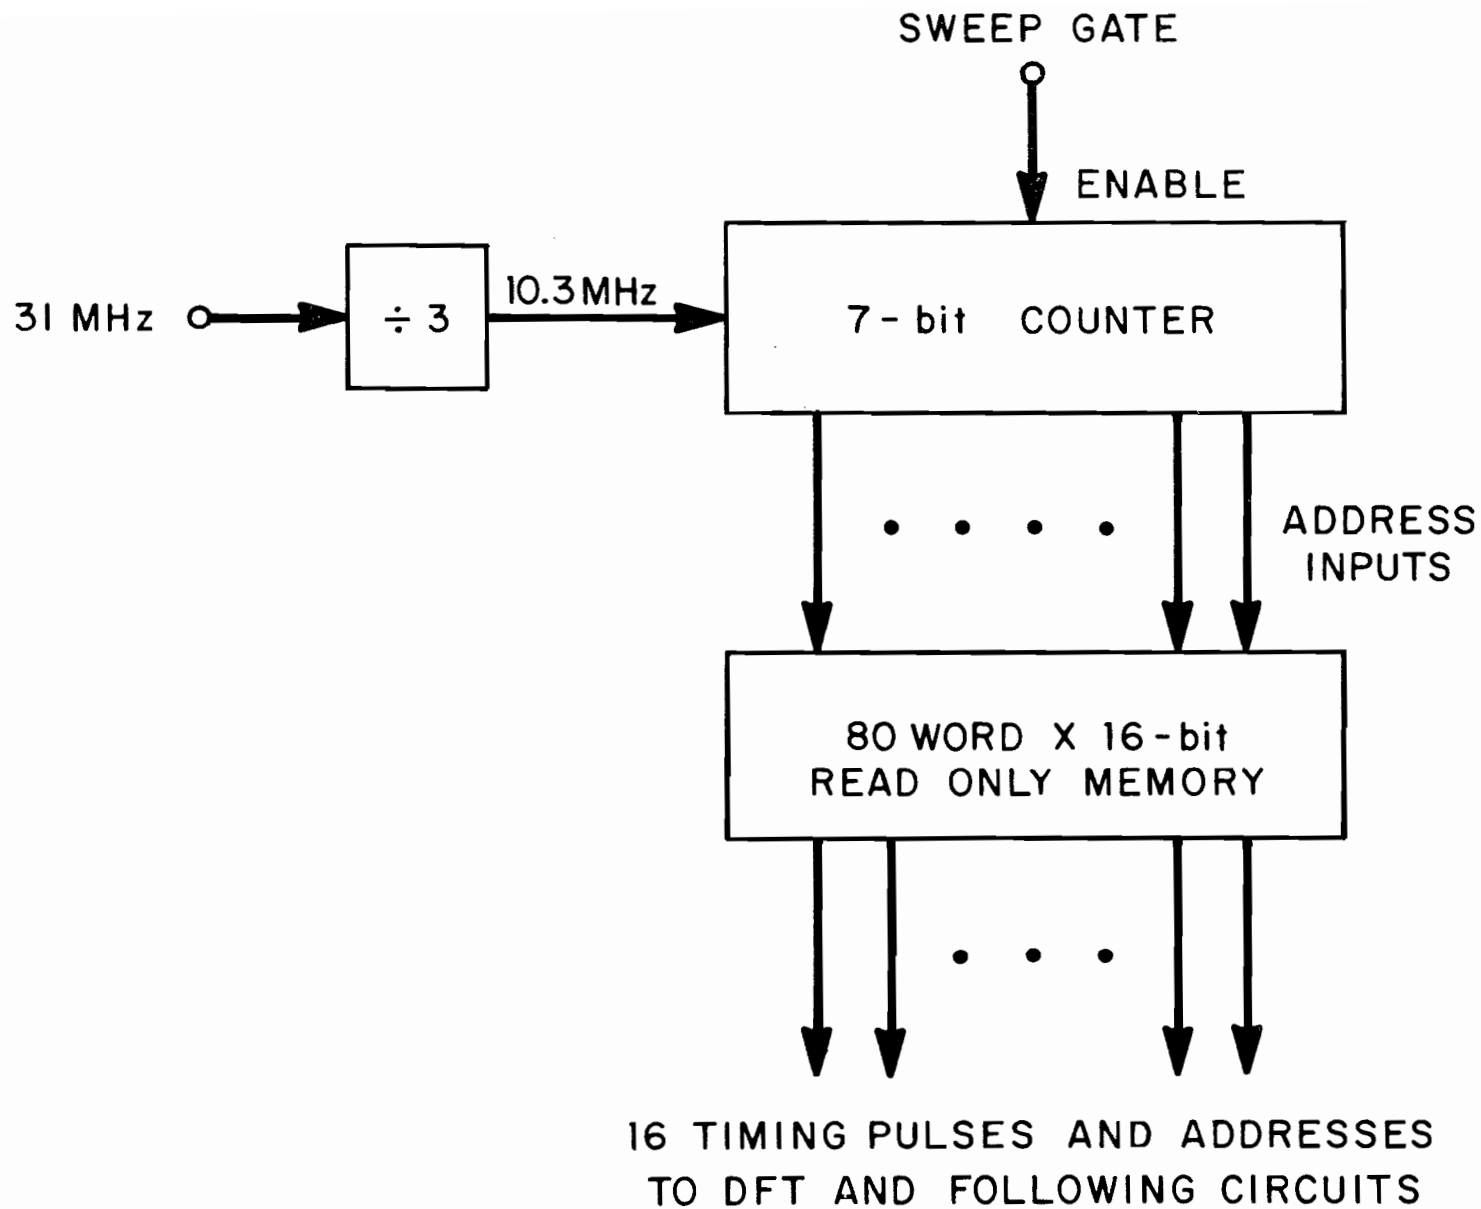 SWEEP GATE
ENABLE
31 MHz
÷ 3
10.3 MHz
7-bit COUNTER
ADDRESS
INPUTS
80 WORD X 16-bit
READ ONLY MEMORY
16 TIMING PULSES AND ADDRESSES
TO DFT AND FOLLOWING CIRCUITS